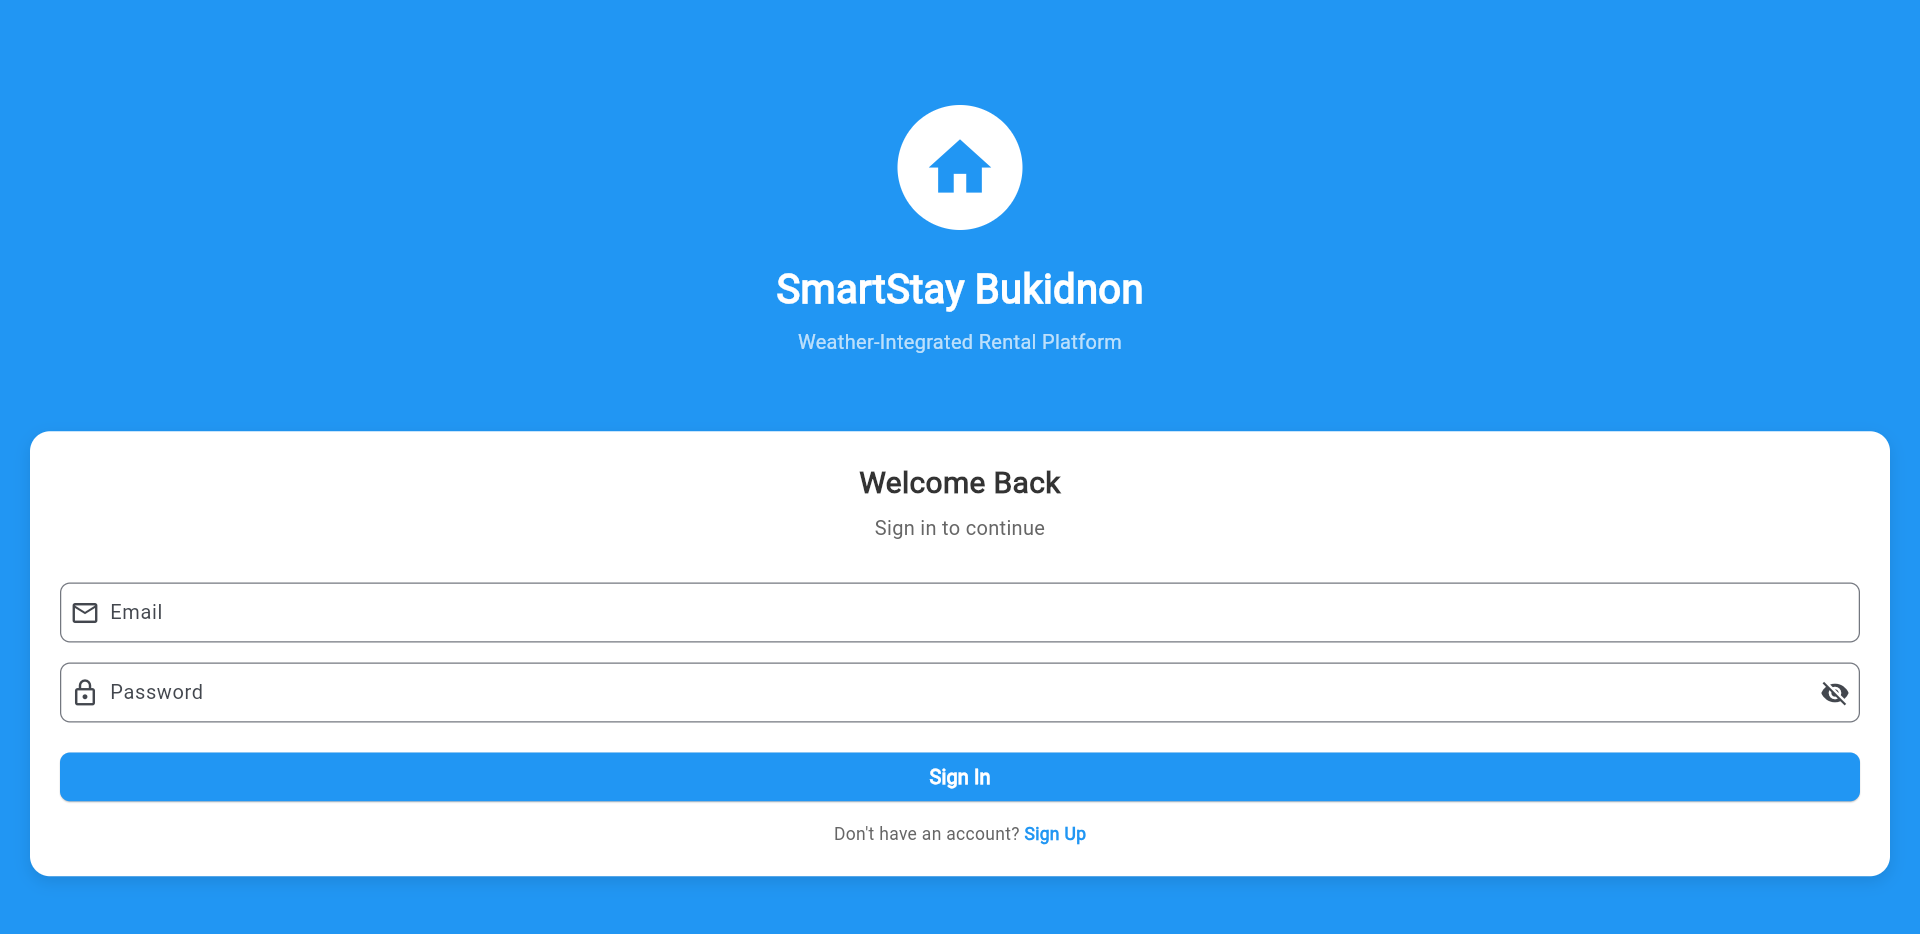 SmartStay Bukidnon
Weather-Integrated Rental Platform
Welcome Back
Sign in to continue
Email
Password
Sign In
Don't have an account? Sign Up